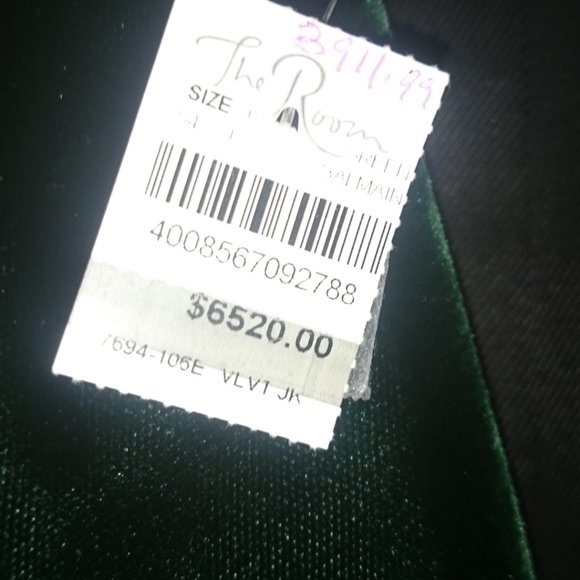 3911.99
The Room
SIZE
GREEN
BALMAIN
4008567092788
$6520.00
7694-106E VLVT JK